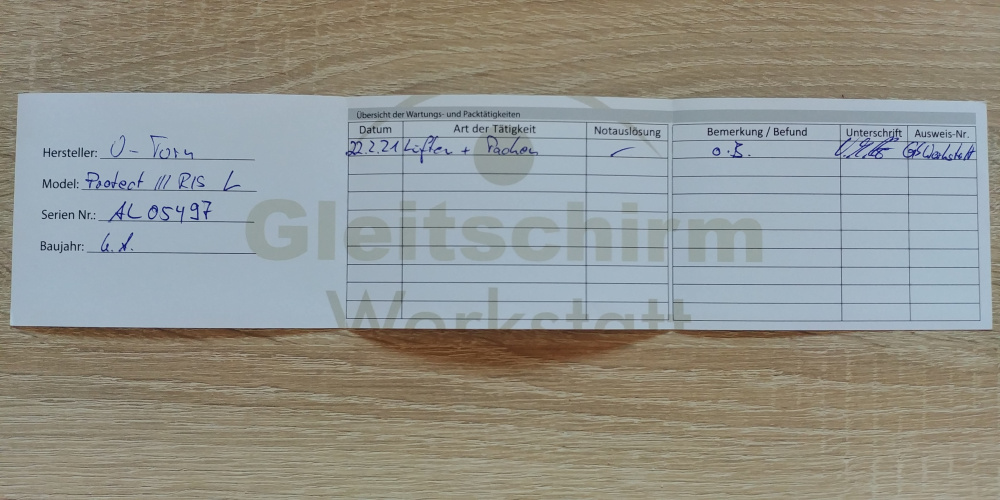 Hersteller: U-Turn
Model: Protect III RIS L
Serien Nr.: AL05497
Baujahr:
Übersicht der Wartungs- und Packtätigkeiten
Datum Art der Tätigkeit Notauslösung Bemerkung / Befund Unterschrift Ausweis-Nr.
22.2.21 Lüften + Packen o.B. Werkstatt
Gleitschirm
Werkstatt